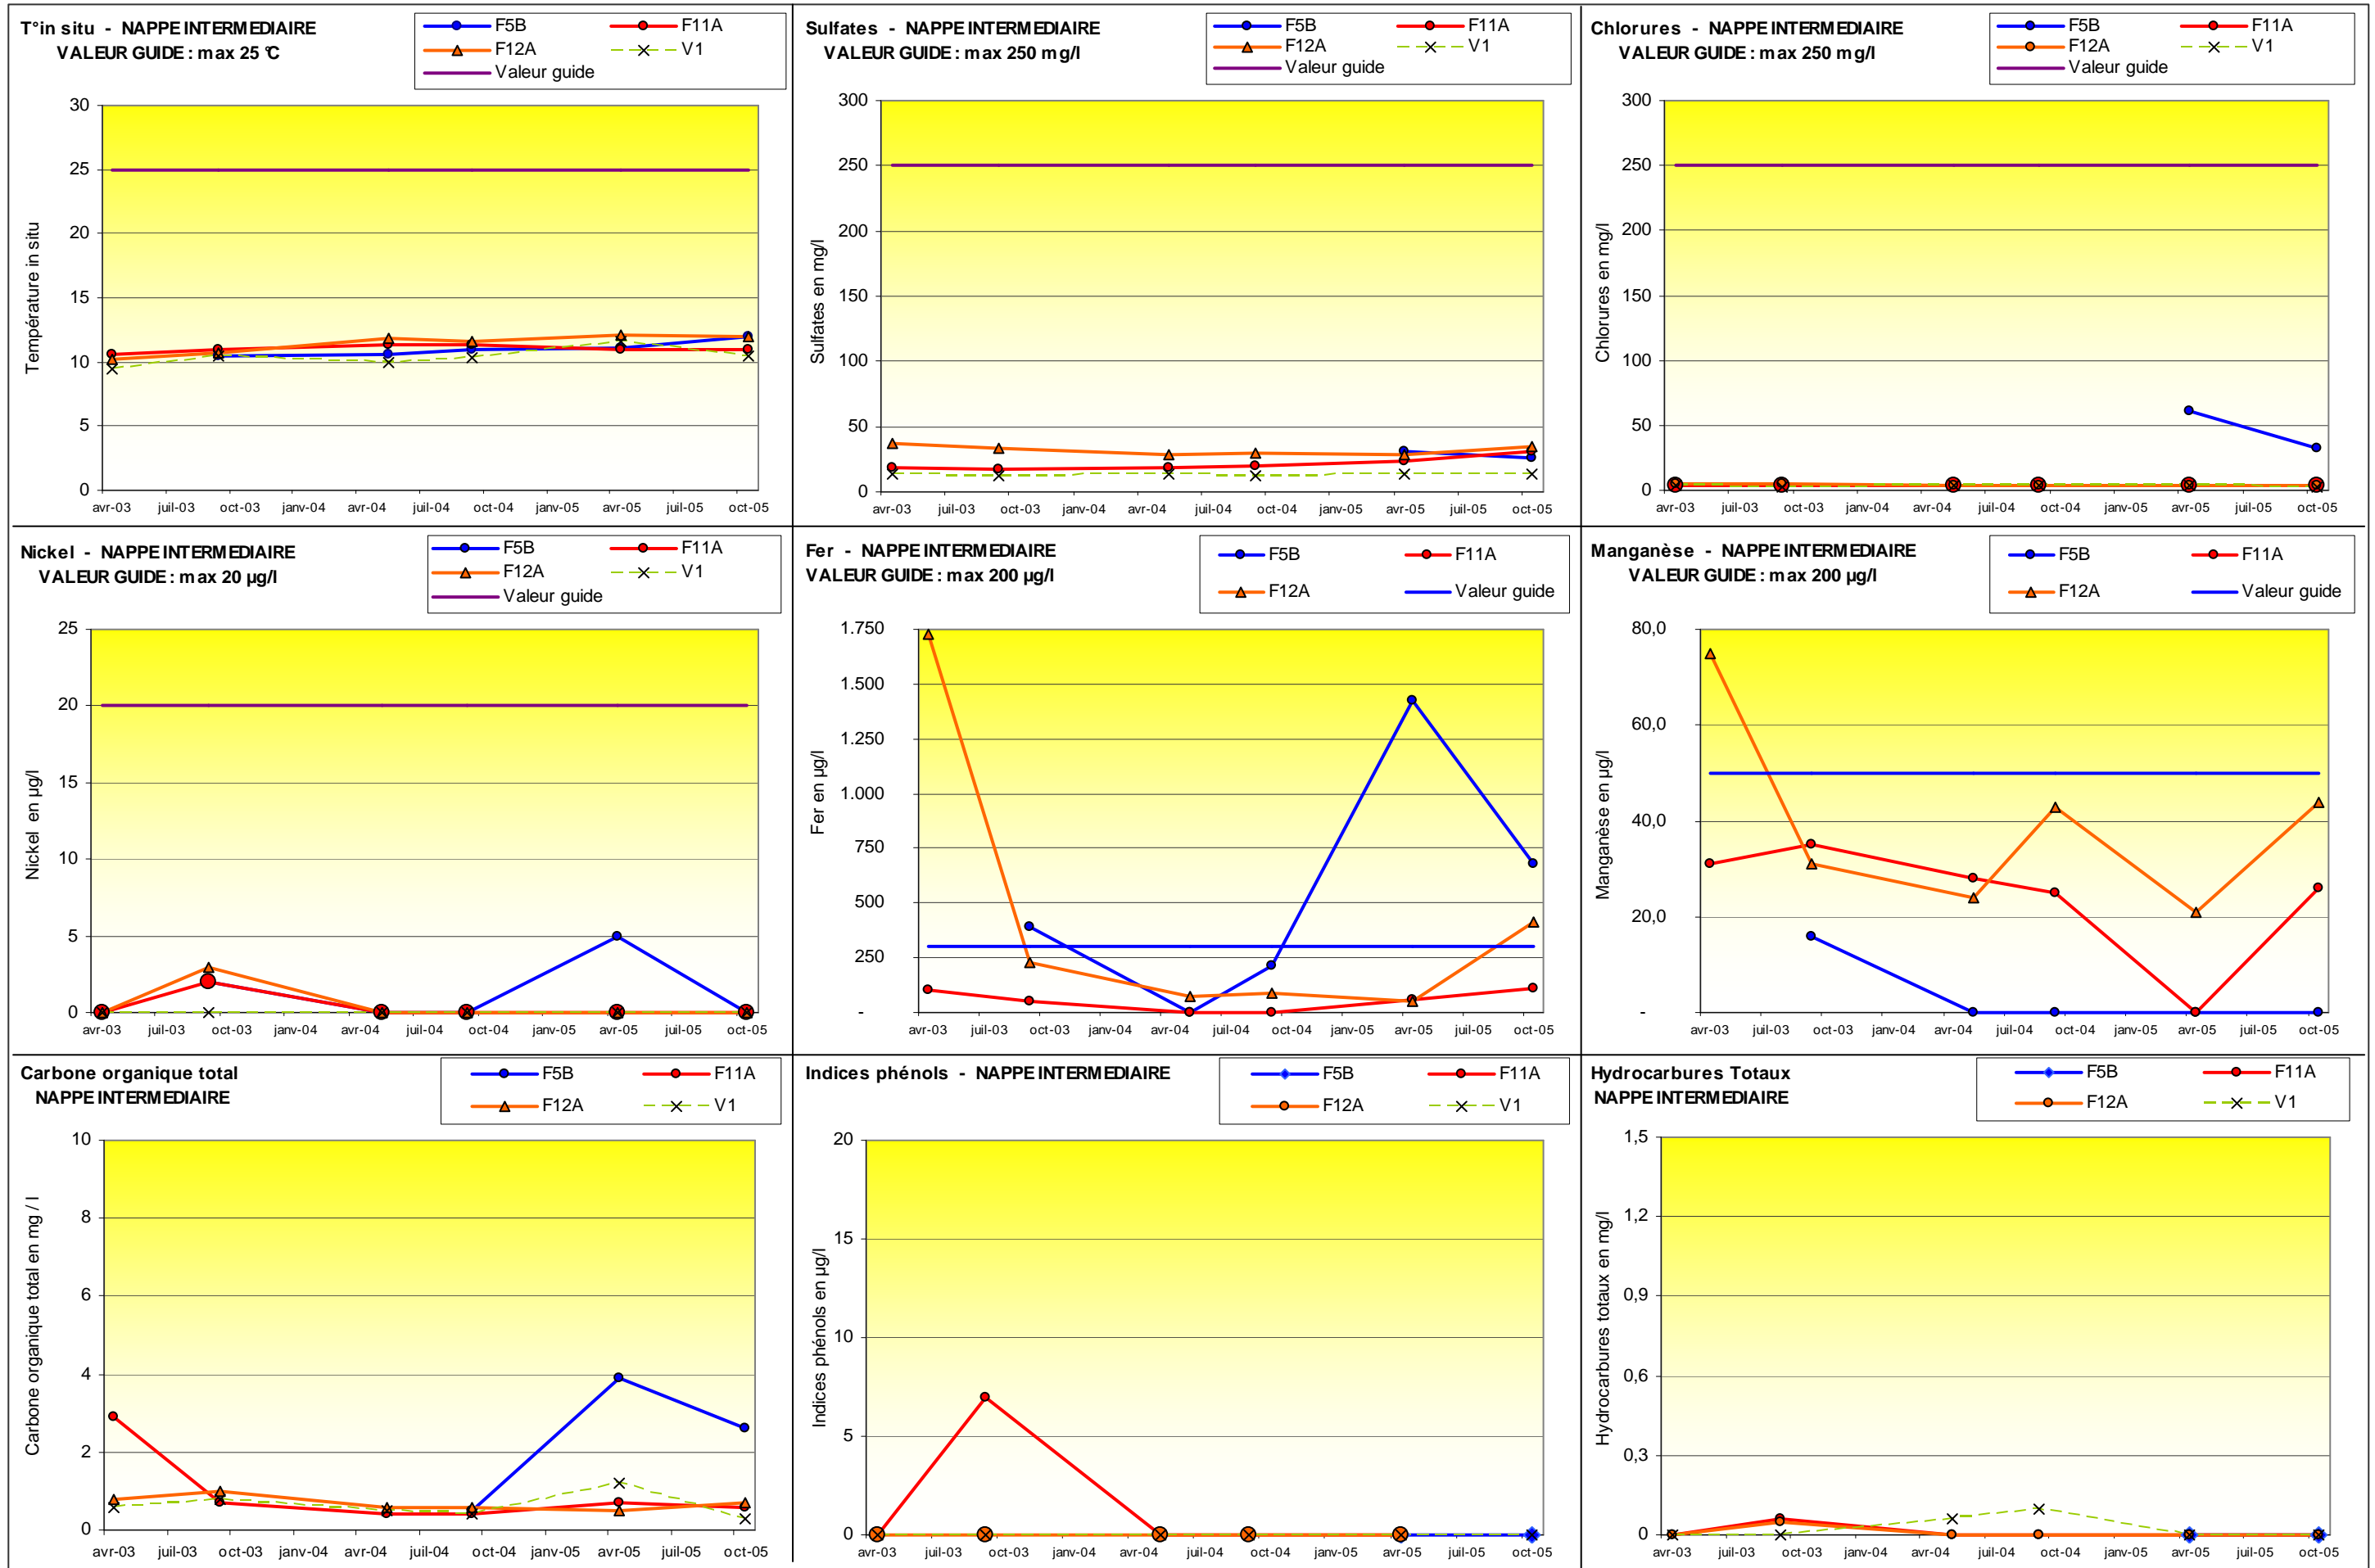 T°in situ - NAPPE INTERMEDIAIRE
VALEUR GUIDE : max 25 °C
F5B
F11A
F12A
V1
Valeur guide
Température in situ
30
25
20
15
10
5
0
avr-03 juil-03 oct-03 janv-04 avr-04 juil-04 oct-04 janv-05 avr-05 juil-05 oct-05
Sulfates - NAPPE INTERMEDIAIRE
VALEUR GUIDE : max 250 mg/l
F5B
F11A
F12A
V1
Valeur guide
Sulfates en mg/l
300
250
200
150
100
50
0
avr-03 juil-03 oct-03 janv-04 avr-04 juil-04 oct-04 janv-05 avr-05 juil-05 oct-05
Chlorures - NAPPE INTERMEDIAIRE
VALEUR GUIDE : max 250 mg/l
F5B
F11A
F12A
V1
Valeur guide
Chlorures en mg/l
300
250
200
150
100
50
0
avr-03 juil-03 oct-03 janv-04 avr-04 juil-04 oct-04 janv-05 avr-05 juil-05 oct-05
Nickel - NAPPE INTERMEDIAIRE
VALEUR GUIDE : max 20 µg/l
F5B
F11A
F12A
V1
Valeur guide
Nickel en µg/l
25
20
15
10
5
0
avr-03 juil-03 oct-03 janv-04 avr-04 juil-04 oct-04 janv-05 avr-05 juil-05 oct-05
Fer - NAPPE INTERMEDIAIRE
VALEUR GUIDE : max 200 µg/l
F5B
F11A
F12A
Valeur guide
Fer en µg/l
1.750
1.500
1.250
1.000
750
500
250
-
avr-03 juil-03 oct-03 janv-04 avr-04 juil-04 oct-04 janv-05 avr-05 juil-05 oct-05
Manganèse - NAPPE INTERMEDIAIRE
VALEUR GUIDE : max 200 µg/l
F5B
F11A
F12A
Valeur guide
Manganèse en µg/l
80,0
60,0
40,0
20,0
-
avr-03 juil-03 oct-03 janv-04 avr-04 juil-04 oct-04 janv-05 avr-05 juil-05 oct-05
Carbone organique total
NAPPE INTERMEDIAIRE
F5B
F11A
F12A
V1
Carbone organique total en mg / l
10
8
6
4
2
0
avr-03 juil-03 oct-03 janv-04 avr-04 juil-04 oct-04 janv-05 avr-05 juil-05 oct-05
Indices phénols - NAPPE INTERMEDIAIRE
F5B
F11A
F12A
V1
Indices phénols en µg/l
20
15
10
5
0
avr-03 juil-03 oct-03 janv-04 avr-04 juil-04 oct-04 janv-05 avr-05 juil-05 oct-05
Hydrocarbures Totaux
NAPPE INTERMEDIAIRE
F5B
F11A
F12A
V1
Hydrocarbures totaux en mg/l
1,5
1,2
0,9
0,6
0,3
0
avr-03 juil-03 oct-03 janv-04 avr-04 juil-04 oct-04 janv-05 avr-05 juil-05 oct-05